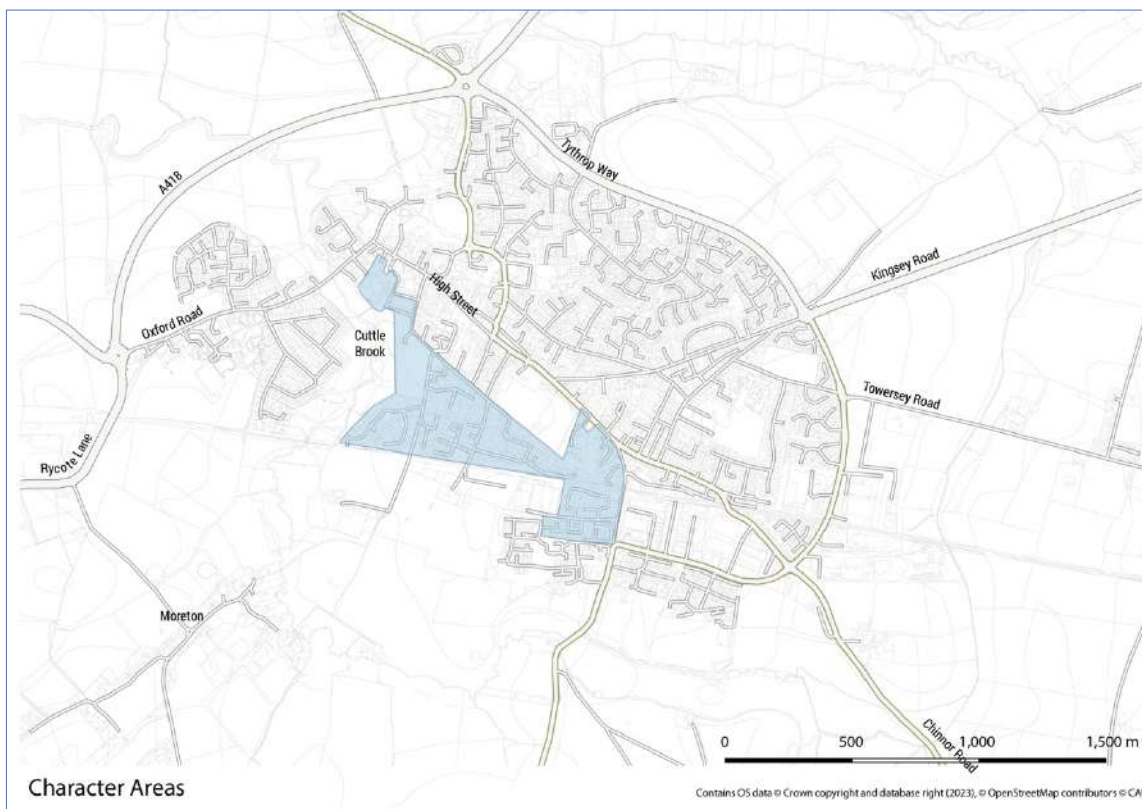 Tythrop Way
A418
Kingsey Road
High Street
Oxford Road
Cuttle
Brook
Towersey Road
Rycote Lane
Moreton
Chinnor Road
0 500 1,000 1,500 m
Character Areas
Contains OS data © Crown copyright and database right (2023), © OpenStreetMap contributors © CA